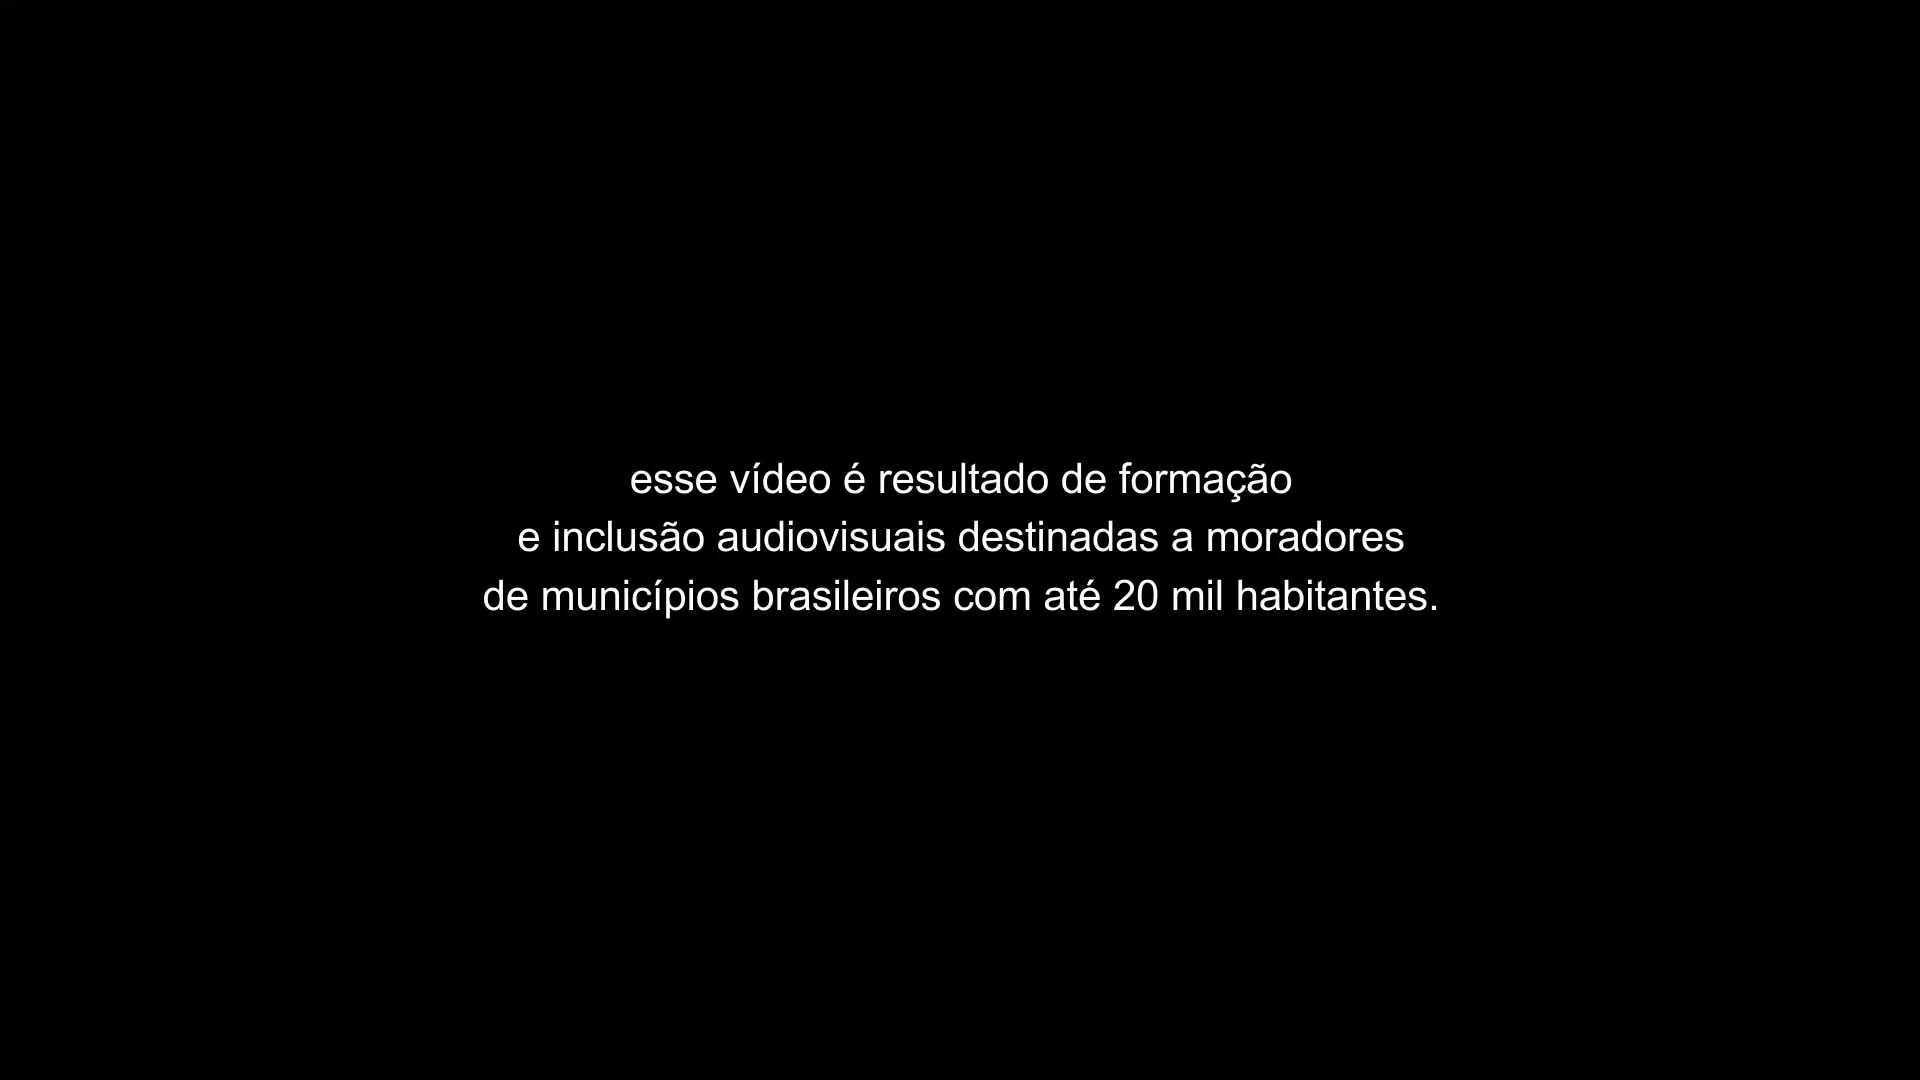 esse vídeo é resultado de formação
e inclusão audiovisuais destinadas a moradores
de municípios brasileiros com até 20 mil habitantes.